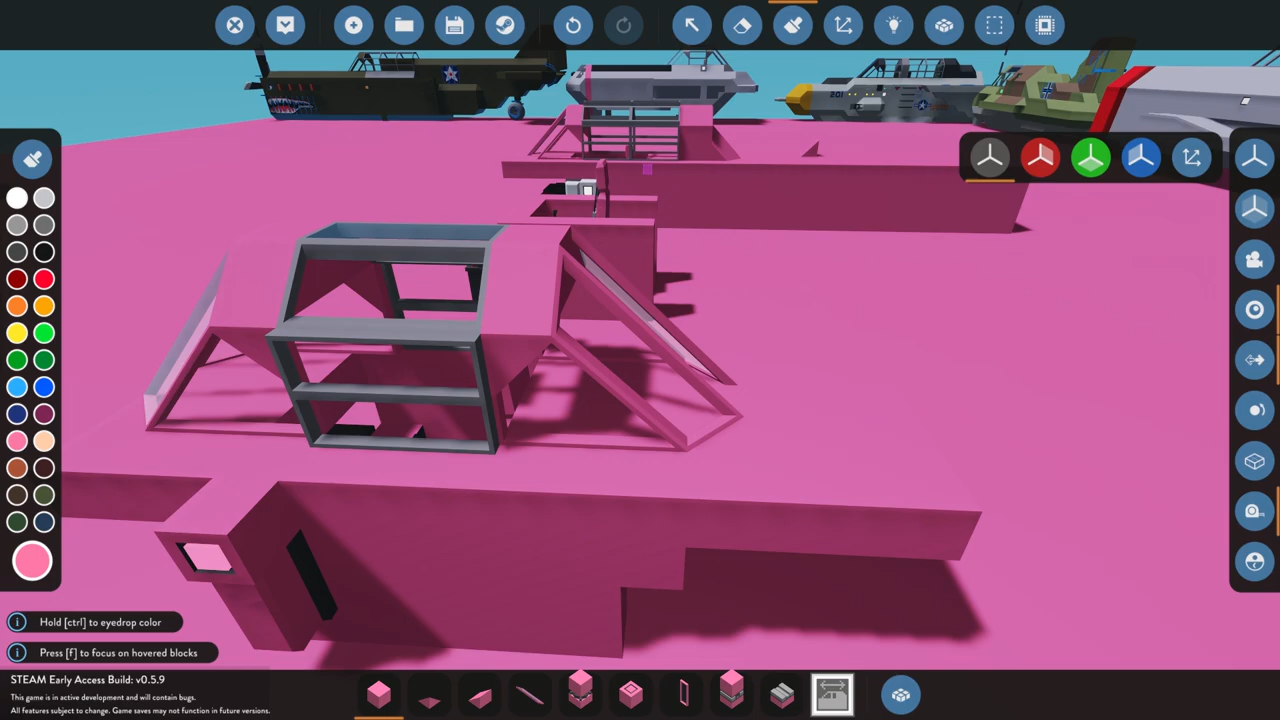 201
Hold [ctrl] to eyedrop color
Press [f] to focus on hovered blocks
STEAM Early Access Build: v0.5.9
This game is in active development and will contain bugs.
All features subject to change. Game saves may not function in future versions.